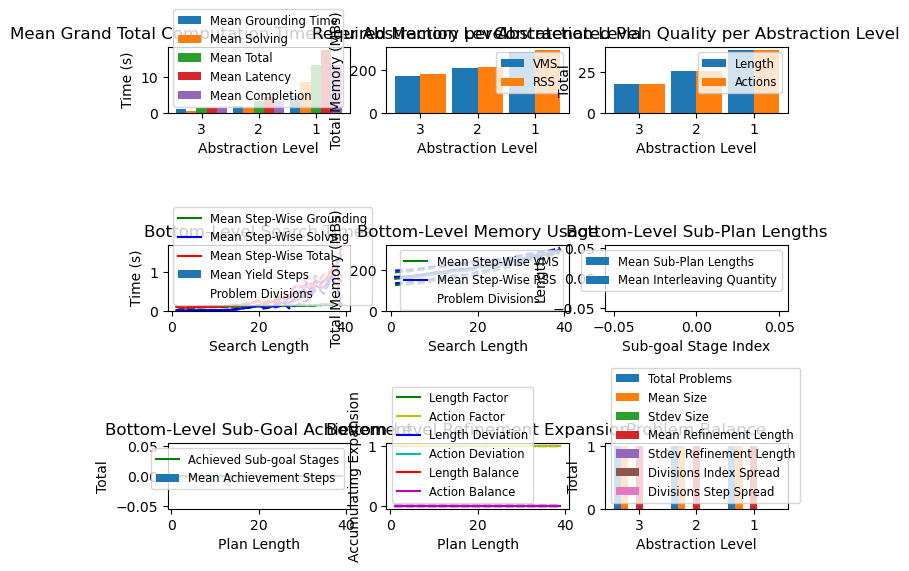 Mean Grand Total Computation Time per Abstraction Level
Required Memory per Abstraction Level
Concatenated Plan Quality per Abstraction Level
Mean Grounding Time
Mean Solving
Mean Total
Mean Latency
Mean Completion
Time (s)
10
0
3 2 1
Abstraction Level
Total Memory (MBs)
VMS
RSS
200
0
3 2 1
Abstraction Level
Total
Length
Actions
25
0
3 2 1
Abstraction Level
Bottom-Level Search Time
Bottom-Level Memory Usage
Bottom-Level Sub-Plan Lengths
Mean Step-Wise Grounding
Mean Step-Wise Solving
Mean Step-Wise Total
Mean Yield Steps
Problem Divisions
Time (s)
1
0
0 20 40
Search Length
Total Memory (MBs)
Mean Step-Wise VMS
Mean Step-Wise RSS
Problem Divisions
200
0
0 20 40
Search Length
Length
Mean Sub-Plan Lengths
Mean Interleaving Quantity
0.05
0.00
−0.05
−0.05 0.00 0.05
Sub-goal Stage Index
Bottom-Level Sub-Goal Achievement
Bottom-Level Refinement Expansion
Problem Balance
Achieved Sub-goal Stages
Mean Achievement Steps
Total
0.05
0.00
−0.05
0 20 40
Plan Length
Accumulating Expansion
Length Factor
Action Factor
Length Deviation
Action Deviation
Length Balance
Action Balance
1
0
0 20 40
Plan Length
Total
Total Problems
Mean Size
Stdev Size
Mean Refinement Length
Stdev Refinement Length
Divisions Index Spread
Divisions Step Spread
1
0
3 2 1
Abstraction Level